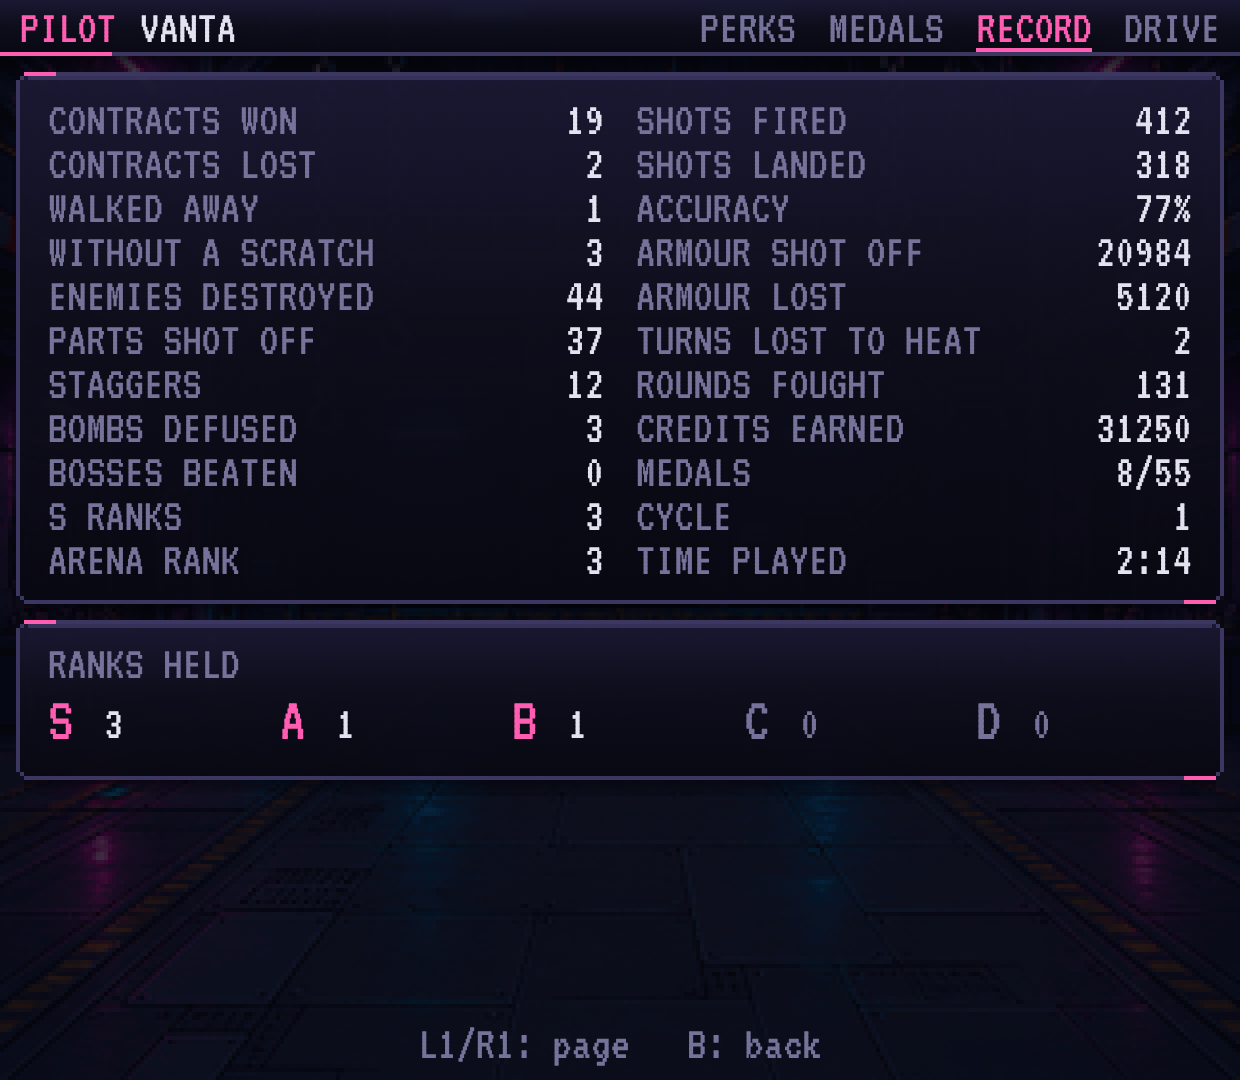 PILOT VANTA PERKS MEDALS RECORD DRIVE
CONTRACTS WON 19 SHOTS FIRED 412
CONTRACTS LOST 2 SHOTS LANDED 318
WALKED AWAY 1 ACCURACY 77%
WITHOUT A SCRATCH 3 ARMOUR SHOT OFF 20984
ENEMIES DESTROYED 44 ARMOUR LOST 5120
PARTS SHOT OFF 37 TURNS LOST TO HEAT 2
STAGGERS 12 ROUNDS FOUGHT 131
BOMBS DEFUSED 3 CREDITS EARNED 31250
BOSSES BEATEN 0 MEDALS 8/55
S RANKS 3 CYCLE 1
ARENA RANK 3 TIME PLAYED 2:14
RANKS HELD
S 3 A 1 B 1 C 0 D 0
L1/R1: page B: back